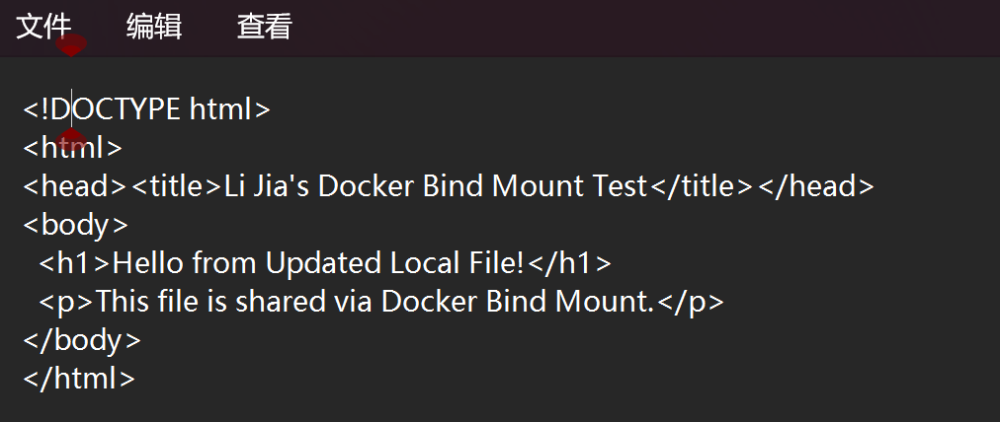 文件 编辑 查看
<!DOCTYPE html>
<html>
<head><title>Li Jia's Docker Bind Mount Test</title></head>
<body>
  <h1>Hello from Updated Local File!</h1>
  <p>This file is shared via Docker Bind Mount.</p>
</body>
</html>